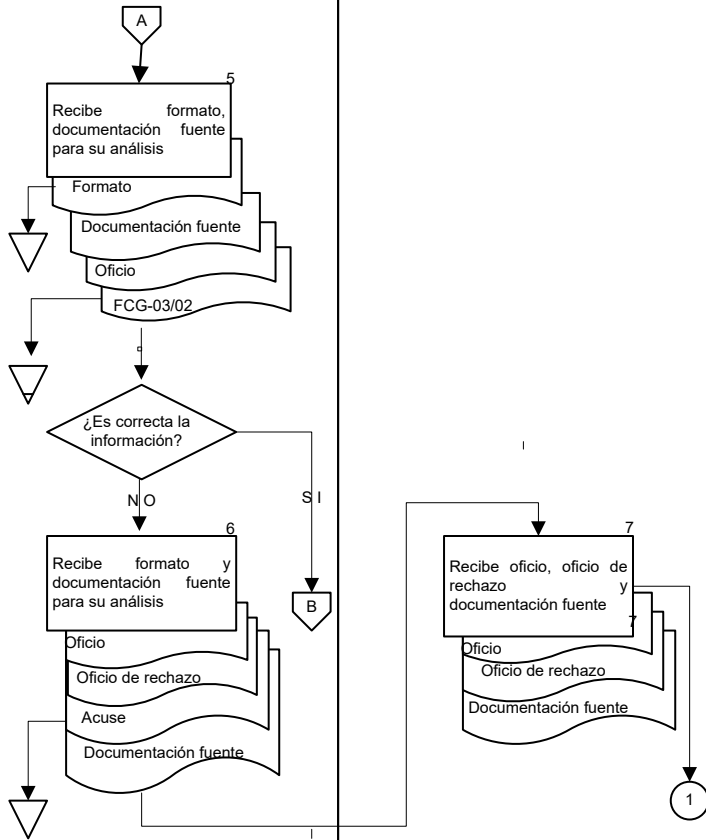 A
5
Recibe formato,
documentación fuente
para su análisis
Formato
Documentación fuente
Oficio
FCG-03/02
¿Es correcta la
información?
NO
SI
B
6
Recibe formato y
documentación fuente
para su análisis
Oficio
Oficio de rechazo
Acuse
Documentación fuente
7
Recibe oficio, oficio de
rechazo y
documentación fuente
7
Oficio
Oficio de rechazo
Documentación fuente
1